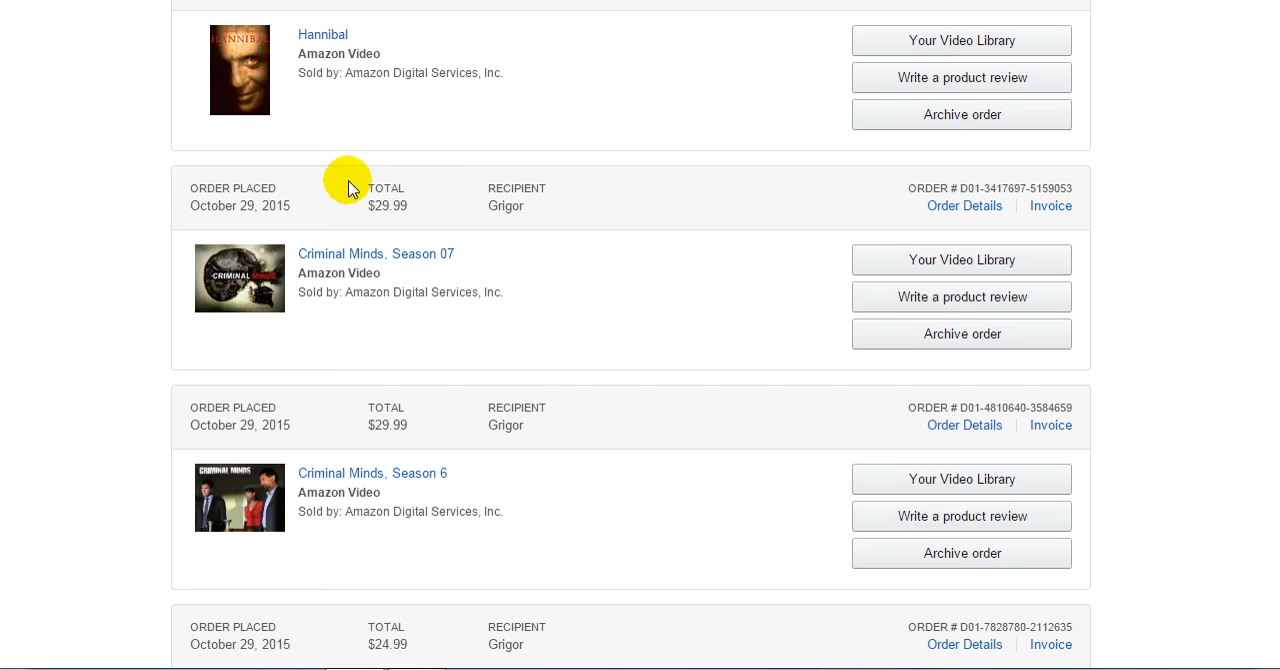 HANNIBAL
Hannibal
Amazon Video
Sold by: Amazon Digital Services, Inc.
Your Video Library
Write a product review
Archive order
ORDER PLACED
TOTAL
RECIPIENT
ORDER # D01-3417697-5159053
October 29, 2015
$29.99
Grigor
Order Details
Invoice
CRIMINAL MINDS
Criminal Minds, Season 07
Amazon Video
Sold by: Amazon Digital Services, Inc.
Your Video Library
Write a product review
Archive order
ORDER PLACED
TOTAL
RECIPIENT
ORDER # D01-4810640-3584659
October 29, 2015
$29.99
Grigor
Order Details
Invoice
CRIMINAL MINDS
Criminal Minds, Season 6
Amazon Video
Sold by: Amazon Digital Services, Inc.
Your Video Library
Write a product review
Archive order
ORDER PLACED
TOTAL
RECIPIENT
ORDER # D01-7828780-2112635
October 29, 2015
$24.99
Grigor
Order Details
Invoice